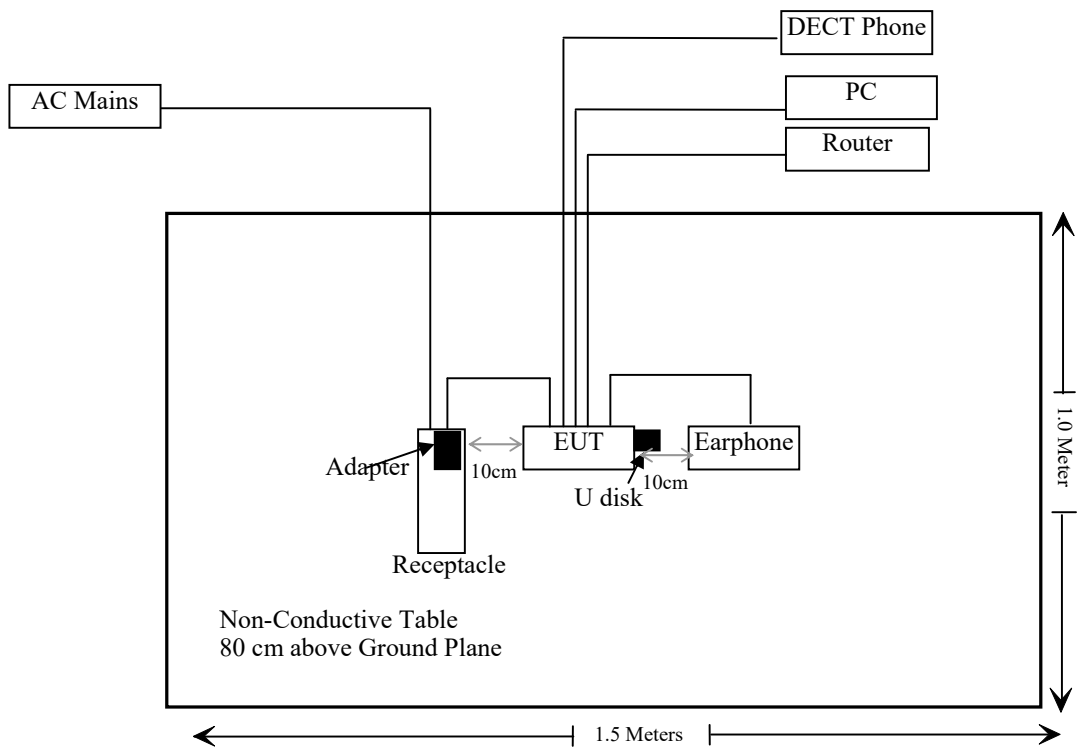 DECT Phone
AC Mains
PC
Router
EUT
Earphone
Adapter
10cm
U disk
10cm
Receptacle
1.0 Meter
Non-Conductive Table
80 cm above Ground Plane
1.5 Meters